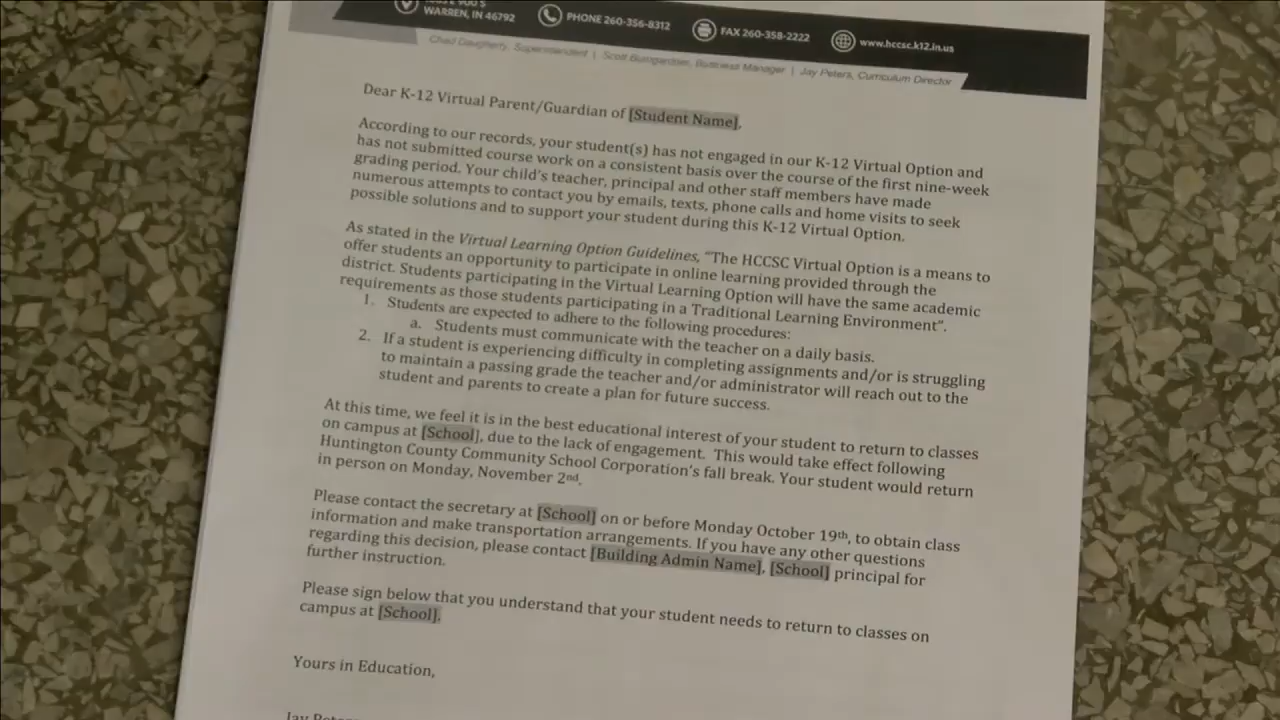 WARREN, IN 46792
PHONE 260-356-8312
FAX 260-358-2222
www.hccsc.k12.in.us
Chad Daugherty, Superintendent | Scott Bumgardner, Business Manager | Jay Peters, Curriculum Director
Dear K-12 Virtual Parent/Guardian of [Student Name],
According to our records, your student(s) has not engaged in our K-12 Virtual Option and
has not submitted course work on a consistent basis over the course of the first nine-week
grading period. Your child's teacher, principal and other staff members have made
numerous attempts to contact you by emails, texts, phone calls and home visits to seek
possible solutions and to support your student during this K-12 Virtual Option.
As stated in the Virtual Learning Option Guidelines, "The HCCSC Virtual Option is a means to
offer students an opportunity to participate in online learning provided through the
district. Students participating in the Virtual Learning Option will have the same academic
requirements as those students participating in a Traditional Learning Environment".
1. Students are expected to adhere to the following procedures:
a. Students must communicate with the teacher on a daily basis.
2. If a student is experiencing difficulty in completing assignments and/or is struggling
to maintain a passing grade the teacher and/or administrator will reach out to the
student and parents to create a plan for future success.
At this time, we feel it is in the best educational interest of your student to return to classes
on campus at [School], due to the lack of engagement. This would take effect following
Huntington County Community School Corporation's fall break. Your student would return
in person on Monday, November 2nd.
Please contact the secretary at [School] on or before Monday October 19th, to obtain class
information and make transportation arrangements. If you have any other questions
regarding this decision, please contact [Building Admin Name], [School] principal for
further instruction.
Please sign below that you understand that your student needs to return to classes on
campus at [School].
Yours in Education,
Jay